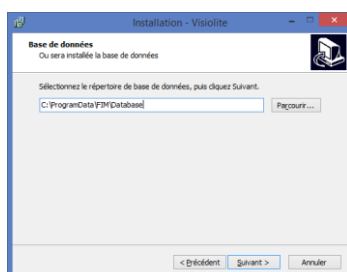 Installation - Visiolite
Base de données
Ou sera installée la base de données
Sélectionnez le répertoire de base de données, puis cliquez Suivant.
C:\ProgramData\FIM\Database
Parcourir...
< Précédent
Suivant >
Annuler